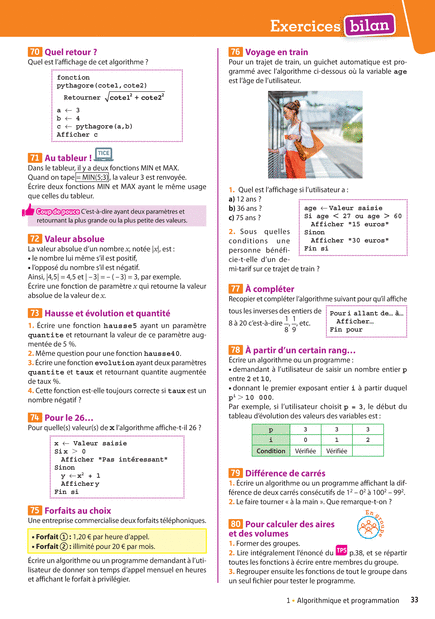 Exercices bilan
70 Quel retour ?
Quel est l'affichage de cet algorithme ?
fonction
pythagore(cote1,cote2)
Retourner √cote1² + cote2²
a ← 3
b ← 4
c ← pythagore(a,b)
Afficher c
71 Au tableur ! TICE
Dans le tableur, il y a deux fonctions MIN et MAX.
Quand on tape =MIN(5;3), la valeur 3 est renvoyée.
Écrire deux fonctions MIN et MAX ayant le même usage
que celles du tableur.
Coup de pouce C'est-à-dire ayant deux paramètres et
retournant la plus grande ou la plus petite des valeurs.
72 Valeur absolue
La valeur absolue d'un nombre x, notée |x|, est :
• le nombre lui même s'il est positif,
• l'opposé du nombre s'il est négatif.
Ainsi, |4,5| = 4,5 et | −3 | = − ( −3) = 3, par exemple.
Écrire une fonction de paramètre x qui retourne la valeur
absolue de la valeur de x.
73 Hausse et évolution et quantité
1. Écrire une fonction hausse5 ayant un paramètre
quantite et retournant la valeur de ce paramètre aug-
mentée de 5 %.
2. Même question pour une fonction hausse40.
3. Écrire une fonction evolution ayant deux paramètres
quantite et taux et retournant quantite augmentée
de taux %.
4. Cette fonction est-elle toujours correcte si taux est un
nombre négatif ?
74 Pour le 26…
Pour quelle(s) valeur(s) de x l'algorithme affiche-t-il 26 ?
x ← Valeur saisie
Si x > 0
Afficher "Pas intéressant"
Sinon
y ← x² + 1
Afficher y
Fin si
75 Forfaits au choix
Une entreprise commercialise deux forfaits téléphoniques.
• Forfait 1 : 1,20 € par heure d'appel.
• Forfait 2 : illimité pour 20 € par mois.
Écrire un algorithme ou un programme demandant à l'uti-
lisateur de donner son temps d'appel mensuel en heures
et affichant le forfait à privilégier.
76 Voyage en train
Pour un trajet de train, un guichet automatique est pro-
grammé avec l'algorithme ci-dessous où la variable age
est l'âge de l'utilisateur.
1. Quel est l'affichage si l'utilisateur a :
a) 12 ans ?
b) 36 ans ?
c) 75 ans ?
age ← Valeur saisie
Si age < 27 ou age > 60
Afficher "15 euros"
Sinon
Afficher "30 euros"
Fin si
2. Sous quelles
conditions une
personne bénéfi-
cie-t-elle d'un de-
mi-tarif sur ce trajet de train ?
77 À compléter
Recopier et compléter l'algorithme suivant pour qu'il affiche
tous les inverses des entiers de
8 à 20 c'est-à-dire 1/8, 1/9, etc.
Pour i allant de… à…
Afficher…
Fin pour
78 À partir d'un certain rang…
Écrire un algorithme ou un programme :
• demandant à l'utilisateur de saisir un nombre entier p
entre 2 et 10,
• donnant le premier exposant entier i à partir duquel
pⁱ > 10 000.
Par exemple, si l'utilisateur choisit p = 3, le début du
tableau d'évolution des valeurs des variables est :
p 3 3 3
i 0 1 2
Condition Vérifiée Vérifiée
79 Différence de carrés
1. Écrire un algorithme ou un programme affichant la dif-
férence de deux carrés consécutifs de 1² − 0² à 100² − 99².
2. Le faire tourner « à la main ». Que remarque-t-on ?
80 Pour calculer des aires
et des volumes
En groupe
1. Former des groupes.
2. Lire intégralement l'énoncé du TP5 p.38, et se répartir
toutes les fonctions à écrire entre membres du groupe.
3. Regrouper ensuite les fonctions de tout le groupe dans
un seul fichier pour tester le programme.
1 • Algorithmique et programmation 33